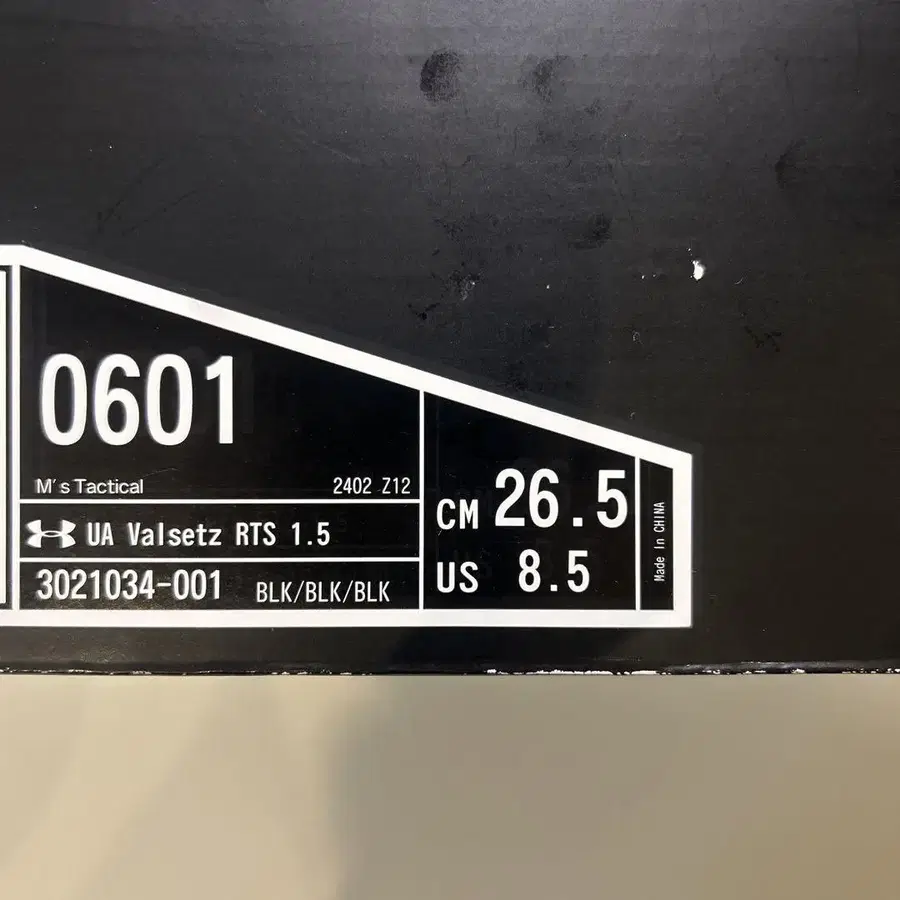 0601
M's Tactical 2402 Z12
UA Valsetz RTS 1.5
3021034-001 BLK/BLK/BLK
CM 26.5
US 8.5
Made In CHINA